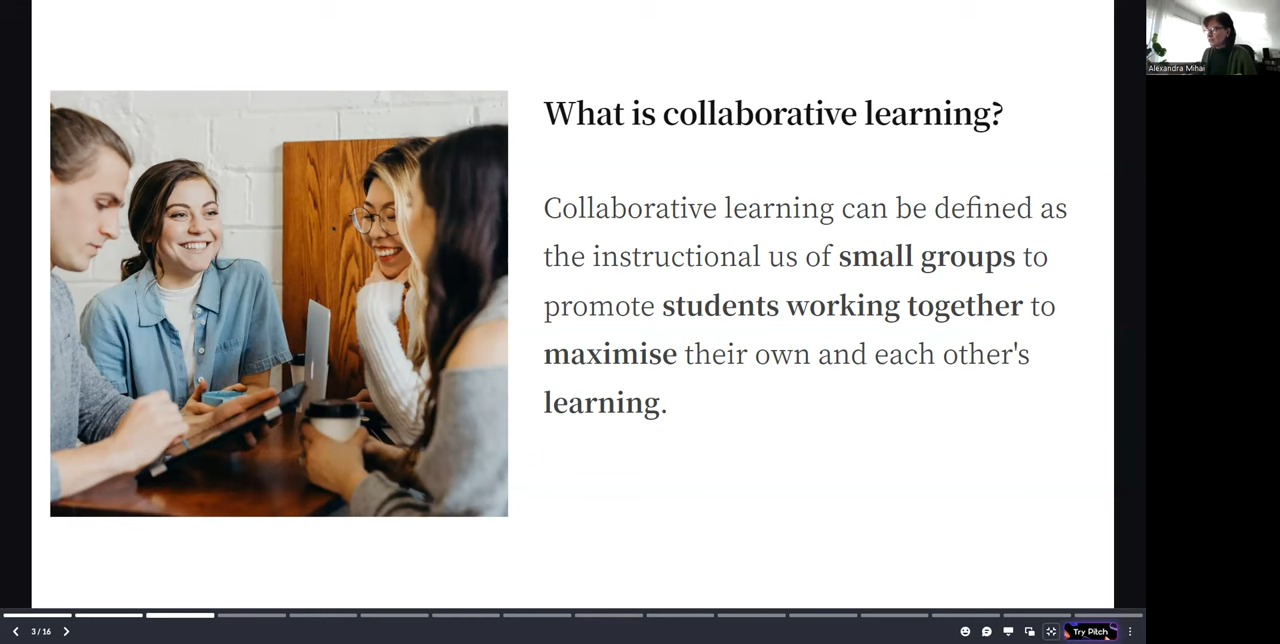 What is collaborative learning?
Collaborative learning can be defined as
the instructional us of small groups to
promote students working together to
maximise their own and each other's
learning.
Alexandra Mihai
3 / 16
Try Pitch